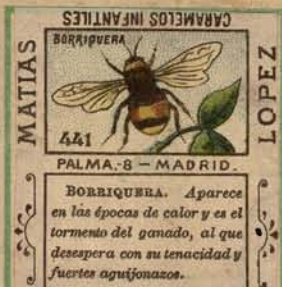 CARAMELOS INFANTILES
MATIAS
LOPEZ
BORRIQUERA
441
PALMA,-8 — MADRID.
BORRIQUERA. Aparece
en las épocas de calor y es el
tormento del ganado, al que
desespera con su tenacidad y
fuertes aguijonazos.